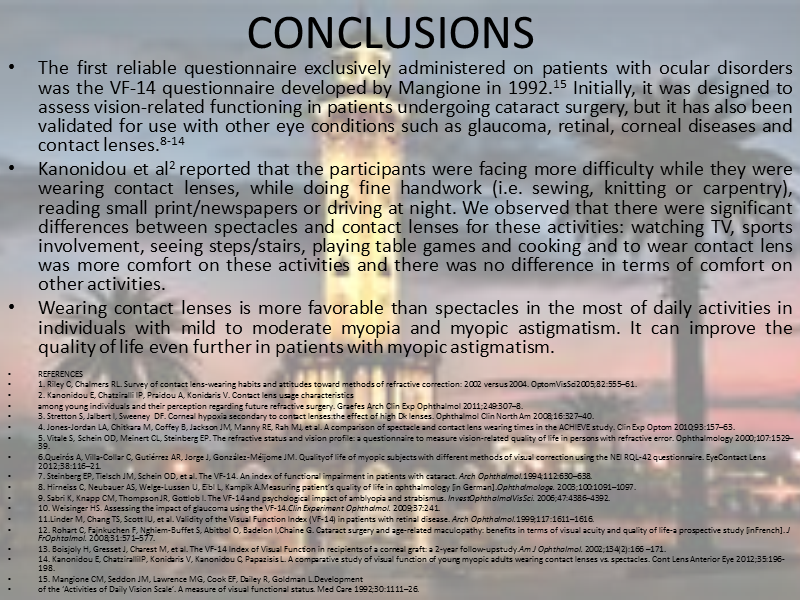 CONCLUSIONS
• The first reliable questionnaire exclusively administered on patients with ocular disorders
was the VF-14 questionnaire developed by Mangione in 1992.15 Initially, it was designed to
assess vision-related functioning in patients undergoing cataract surgery, but it has also been
validated for use with other eye conditions such as glaucoma, retinal, corneal diseases and
contact lenses.8-14
• Kanonidou et al2 reported that the participants were facing more difficulty while they were
wearing contact lenses, while doing fine handwork (i.e. sewing, knitting or carpentry),
reading small print/newspapers or driving at night. We observed that there were significant
differences between spectacles and contact lenses for these activities: watching TV, sports
involvement, seeing steps/stairs, playing table games and cooking and to wear contact lens
was more comfort on these activities and there was no difference in terms of comfort on
other activities.
• Wearing contact lenses is more favorable than spectacles in the most of daily activities in
individuals with mild to moderate myopia and myopic astigmatism. It can improve the
quality of life even further in patients with myopic astigmatism.
• REFERENCES
• 1. Riley C, Chalmers RL. Survey of contact lens-wearing habits and attitudes toward methods of refractive correction: 2002 versus 2004. OptomVisSd2005;82:555–61.
• 2. Kanonidou E, Chatziralli IP, Praidou A, Konidaris V. Contact lens usage characteristics
• among young individuals and their perception regarding future refractive surgery. Graefes Arch Clin Exp Ophthalmol 2011;249:307–8.
• 3. Stretton S, Jalbert I, Sweeney DF. Corneal hypoxia secondary to contact lenses:the effect of high Dk lenses. Ophthalmol Clin North Am 2003;16:327–40.
• 4. Jones-Jordan LA, Chitkara M, Coffey B, Jackson JM, Manny RE, Rah MJ, et al. A comparison of spectacle and contact lens wearing times in the ACHIEVE study. Clin Exp Optom 2010;93:157–63.
• 5. Vitale S, Schein OD, Meinert CL, Steinberg EP. The refractive status and vision profile: a questionnaire to measure vision-related quality of life in persons with refractive error. Ophthalmology 2000;107:1529–
39.
• 6.Queirós A, Villa-Collar C, Gutiérrez AR, Jorge J, González-Méijome JM. Qualityof life of myopic subjects with different methods of visual correction using the NEI RQL-42 questionnaire. EyeContact Lens
2012;38:116–21.
• 7. Steinberg EP, Tielsch JM, Schein OD, et al. The VF-14. An index of functional impairment in patients with cataract. Arch Ophthalmol.1994;112:630–638.
• 8. Hirneiss C, Neubauer AS, Welge-Lussen U, Eibl L, Kampik A.Measuring patient's quality of life in ophthalmology [in German].Ophthalmologe. 2003;100:1091–1097.
• 9. Sabri K, Knapp CM, ThompsonJR, Gottlob I. The VF-14and psychological impact of amblyopia and strabismus. InvestOphthalmolVisSci. 2006;47:4386–4392.
• 10. Weisinger HS. Assessing the impact of glaucoma using the VF-14.Clin Experiment Ophthalmol. 2009;37:241.
• 11.Linder M, Chang TS, Scott IU, et al. Validity of the Visual Function Index (VF-14) in patients with retinal disease. Arch Ophthalmol.1999;117:1611–1616.
• 12. Rohart C, Fajnkuchen F, Nghiem-Buffet S, Abitbol O, Badelon I,Chaine G. Cataract surgery and age-related maculopathy: benefits in terms of visual acuity and quality of life-a prospective study [inFrench]. J
FrOphtalmol. 2008;31:571–577.
• 13. Boisjoly H, Gresset J, Charest M, et al. The VF-14 Index of Visual Function in recipients of a corneal graft: a 2-year follow-upstudy Am J Ophthalmol. 2002;134(2):166 –171.
• 14. Kanonidou E, ChatziralliIP, Konidaris V, Kanonidou C, Papazisis L. A comparative study of visual function of young myopic adults wearing contact lenses vs. spectacles. Cont Lens Anterior Eye 2012;35:196-
198.
• 15. Mangione CM, Seddon JM, Lawrence MG, Cook EF, Dailey R, Goldman L.Development
• of the 'Activities of Daily Vision Scale'. A measure of visual functional status. Med Care 1992;30:1111–26.